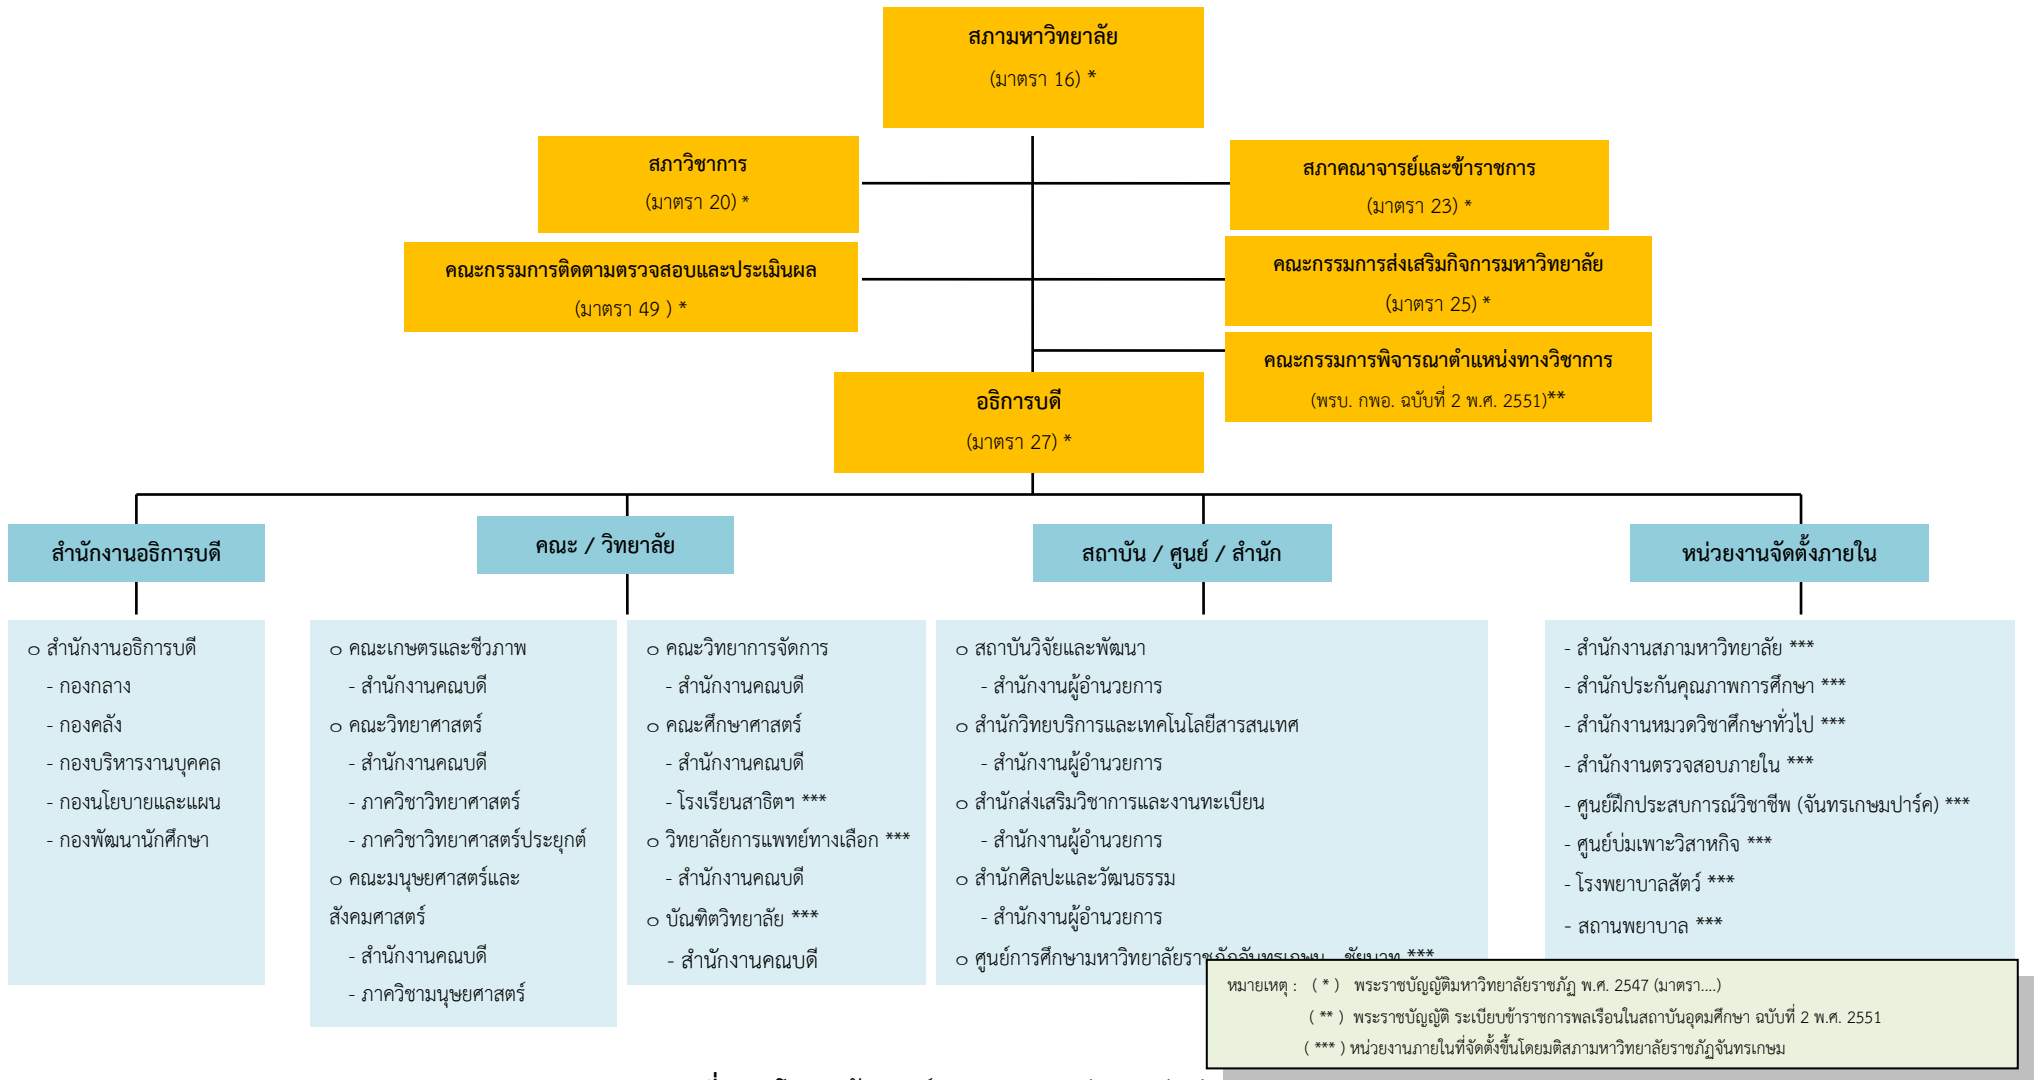 สภามหาวิทยาลัย
(มาตรา 16) *
สภาวิชาการ
(มาตรา 20) *
สภาคณาจารย์และข้าราชการ
(มาตรา 23) *
คณะกรรมการติดตามตรวจสอบและประเมินผล
(มาตรา 49 ) *
คณะกรรมการส่งเสริมกิจการมหาวิทยาลัย
(มาตรา 25) *
คณะกรรมการพิจารณาตำแหน่งทางวิชาการ
(พรบ. กพอ. ฉบับที่ 2 พ.ศ. 2551)**
อธิการบดี
(มาตรา 27) *
สำนักงานอธิการบดี
o สำนักงานอธิการบดี
- กองกลาง
- กองคลัง
- กองบริหารงานบุคคล
- กองนโยบายและแผน
- กองพัฒนานักศึกษา
คณะ / วิทยาลัย
o คณะเกษตรและชีวภาพ
- สำนักงานคณบดี
o คณะวิทยาศาสตร์
- สำนักงานคณบดี
- ภาควิชาวิทยาศาสตร์
- ภาควิชาวิทยาศาสตร์ประยุกต์
o คณะมนุษยศาสตร์และ
สังคมศาสตร์
- สำนักงานคณบดี
- ภาควิชามนุษยศาสตร์
o คณะวิทยาการจัดการ
- สำนักงานคณบดี
o คณะศึกษาศาสตร์
- สำนักงานคณบดี
- โรงเรียนสาธิตฯ ***
o วิทยาลัยการแพทย์ทางเลือก ***
- สำนักงานคณบดี
o บัณฑิตวิทยาลัย ***
- สำนักงานคณบดี
สถาบัน / ศูนย์ / สำนัก
o สถาบันวิจัยและพัฒนา
- สำนักงานผู้อำนวยการ
o สำนักวิทยบริการและเทคโนโลยีสารสนเทศ
- สำนักงานผู้อำนวยการ
o สำนักส่งเสริมวิชาการและงานทะเบียน
- สำนักงานผู้อำนวยการ
o สำนักศิลปะและวัฒนธรรม
- สำนักงานผู้อำนวยการ
o ศูนย์การศึกษามหาวิทยาลัยราชภัฏจันทรเกษม - ชัยนาท ***
หน่วยงานจัดตั้งภายใน
- สำนักงานสภามหาวิทยาลัย ***
- สำนักประกันคุณภาพการศึกษา ***
- สำนักงานหมวดวิชาศึกษาทั่วไป ***
- สำนักงานตรวจสอบภายใน ***
- ศูนย์ฝึกประสบการณ์วิชาชีพ (จันทรเกษมปาร์ค) ***
- ศูนย์บ่มเพาะวิสาหกิจ ***
- โรงพยาบาลสัตว์ ***
- สถานพยาบาล ***
หมายเหตุ : ( * ) พระราชบัญญัติมหาวิทยาลัยราชภัฏ พ.ศ. 2547 (มาตรา....)
( ** ) พระราชบัญญัติ ระเบียบข้าราชการพลเรือนในสถาบันอุดมศึกษา ฉบับที่ 2 พ.ศ. 2551
( *** ) หน่วยงานภายในที่จัดตั้งขึ้นโดยมติสภามหาวิทยาลัยราชภัฏจันทรเกษม